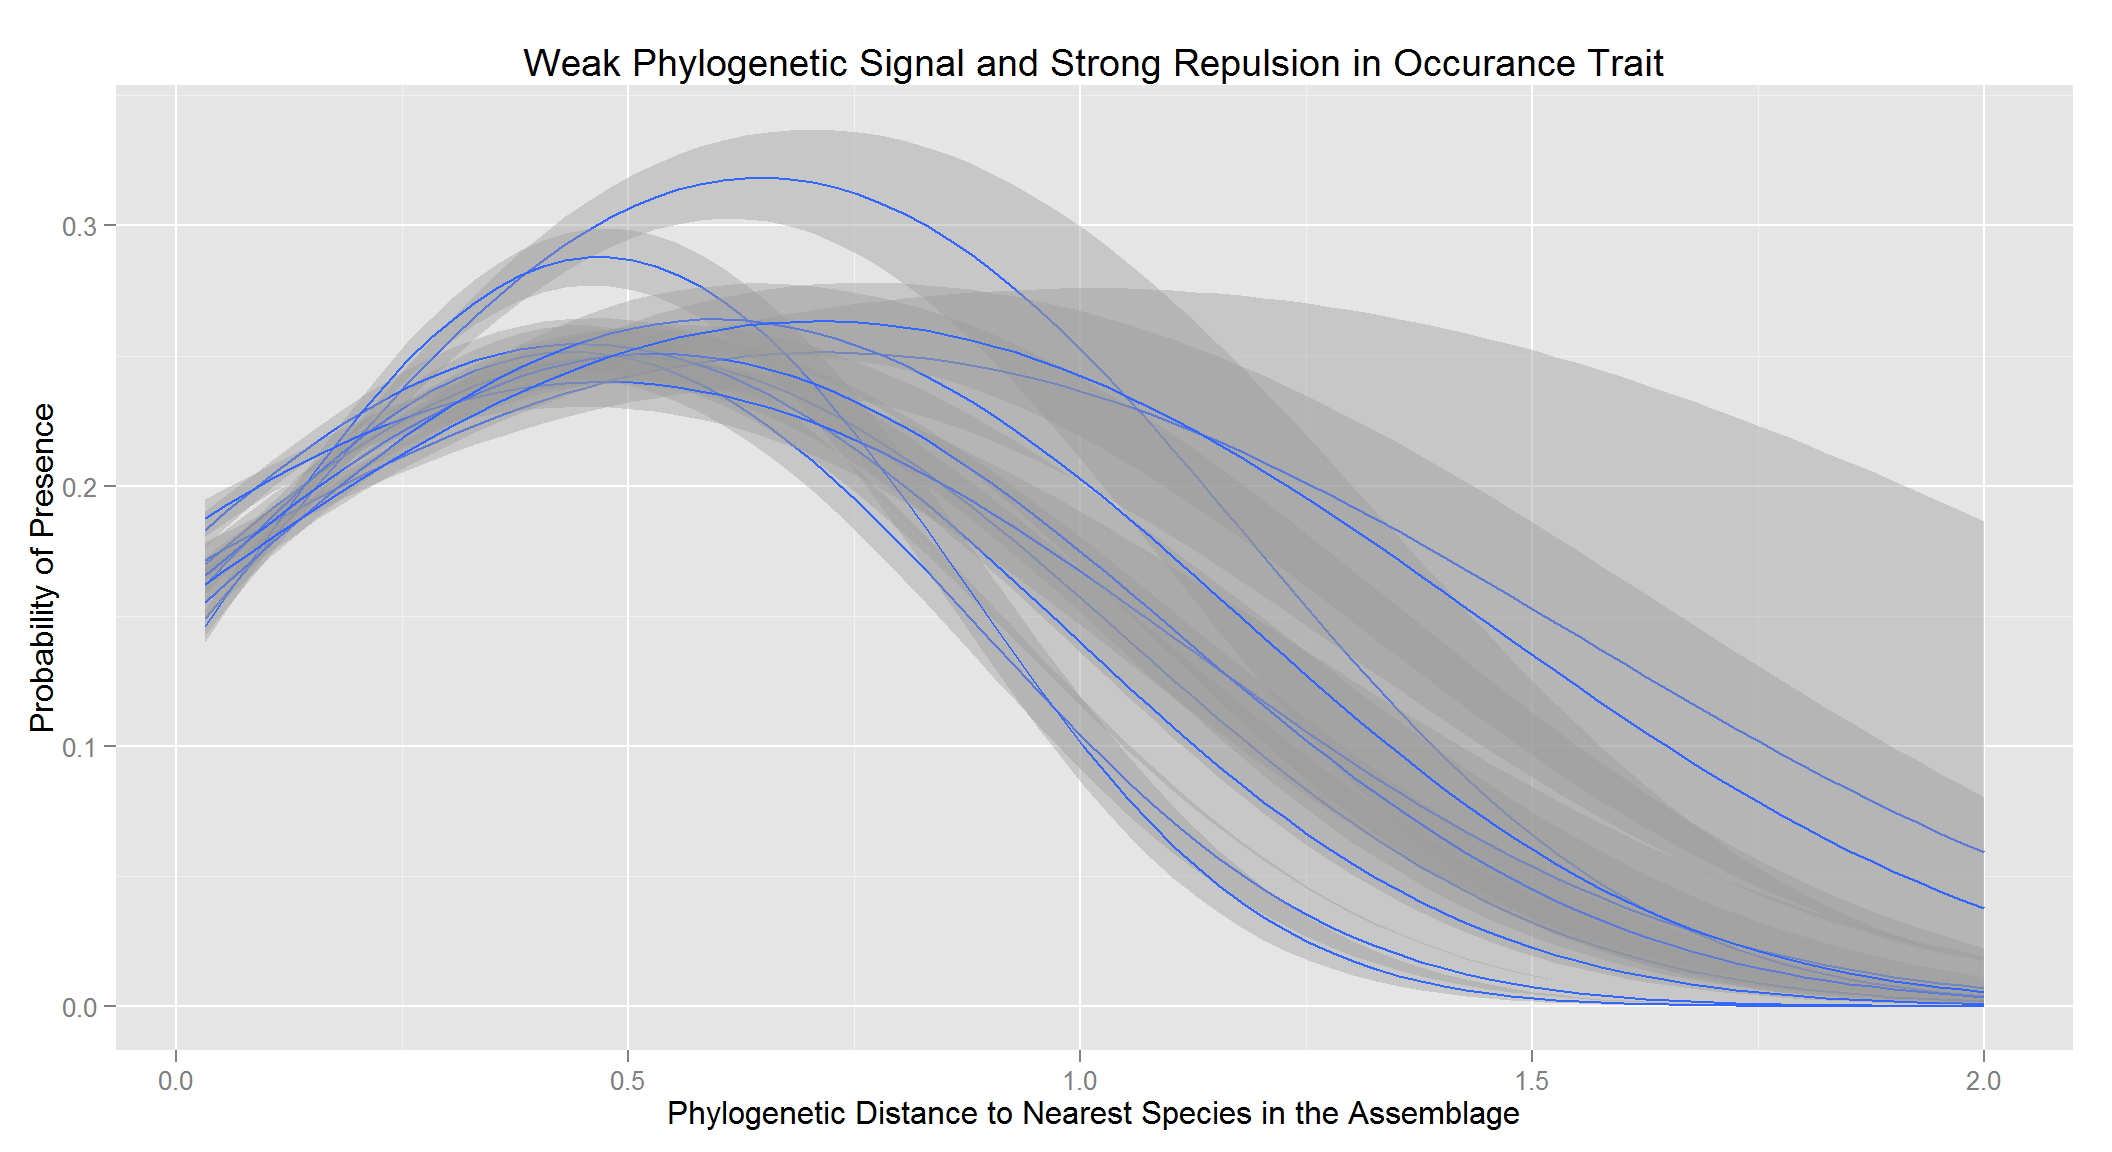 Weak Phylogenetic Signal and Strong Repulsion in Occurance Trait
Probability of Presence
0.3
0.2
0.1
0.0
0.0 0.5 1.0 1.5 2.0
Phylogenetic Distance to Nearest Species in the Assemblage